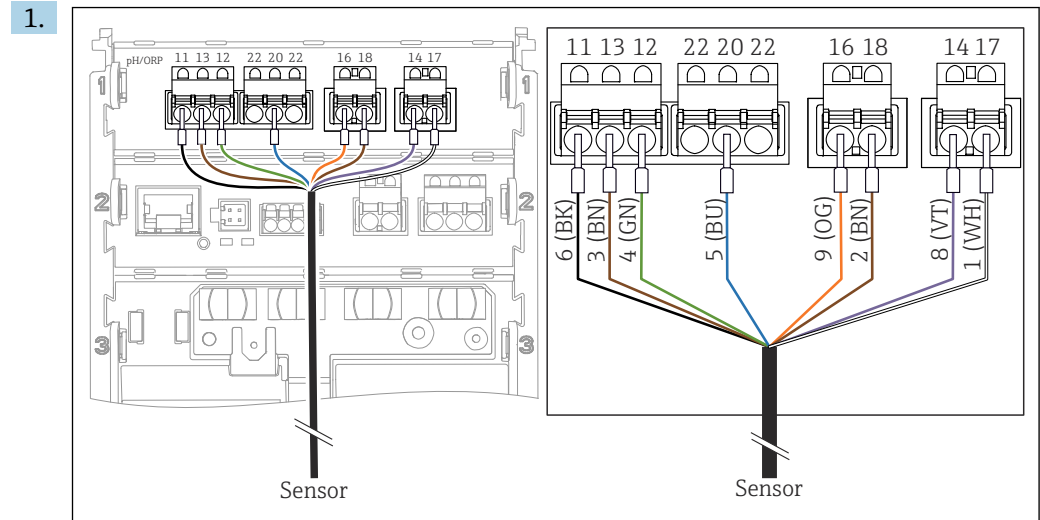 1.
pH/ORP 11 13 12 22 20 22 16 18 14 17
1 1
2 2
3 3
Sensor
11 13 12 22 20 22 16 18 14 17
6 (BK)
3 (BN)
4 (GN)
5 (BU)
9 (OG)
2 (BN)
8 (VT)
1 (WH)
Sensor